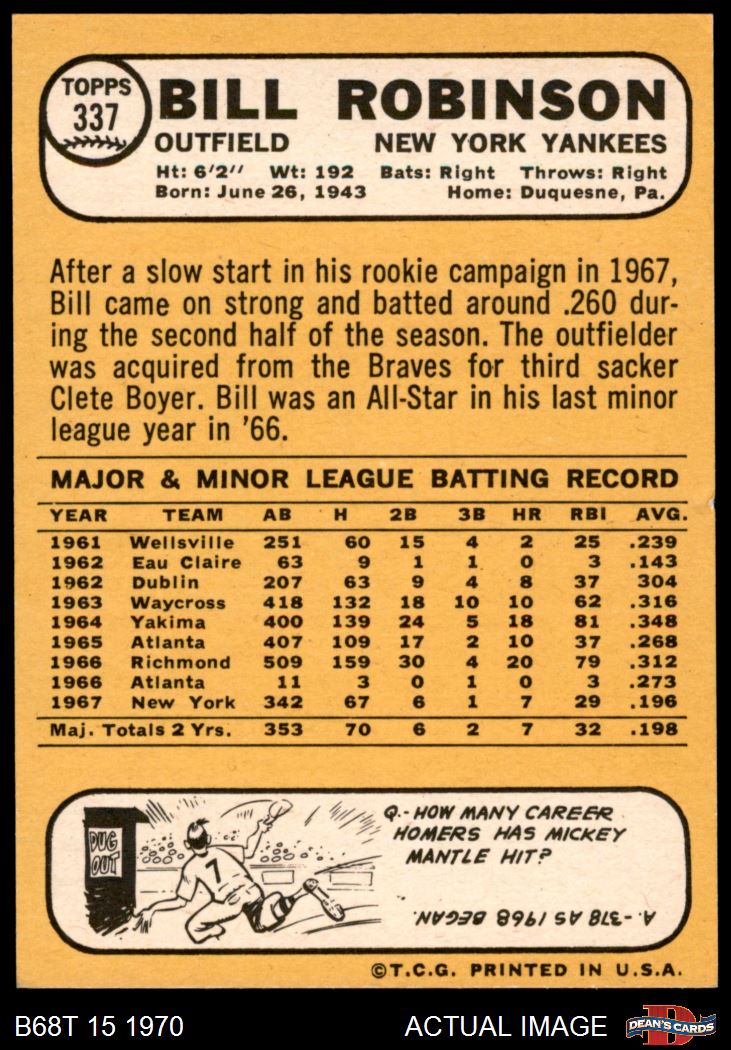 TOPPS
337
BILL ROBINSON
OUTFIELD NEW YORK YANKEES
Ht: 6'2" Wt: 192 Bats: Right Throws: Right
Born: June 26, 1943 Home: Duquesne, Pa.
After a slow start in his rookie campaign in 1967,
Bill came on strong and batted around .260 dur-
ing the second half of the season. The outfielder
was acquired from the Braves for third sacker
Clete Boyer. Bill was an All-Star in his last minor
league year in '66.
MAJOR & MINOR LEAGUE BATTING RECORD
YEAR TEAM AB H 2B 3B HR RBI AVG.
1961 Wellsville 251 60 15 4 2 25 .239
1962 Eau Claire 63 9 1 1 0 3 .143
1962 Dublin 207 63 9 4 8 37 304
1963 Waycross 418 132 18 10 10 62 .316
1964 Yakima 400 139 24 5 18 81 .348
1965 Atlanta 407 109 17 2 10 37 .268
1966 Richmond 509 159 30 4 20 79 .312
1966 Atlanta 11 3 0 1 0 3 .273
1967 New York 342 67 6 1 7 29 .196
Maj. Totals 2 Yrs. 353 70 6 2 7 32 .198
DUG
OUT
7
Q.- HOW MANY CAREER
HOMERS HAS MICKEY
MANTLE HIT?
A.- 378 AS 1968 BEGAN.
©T.C.G. PRINTED IN U.S.A.
B68T 15 1970 ACTUAL IMAGE
D
DEAN'S CARDS